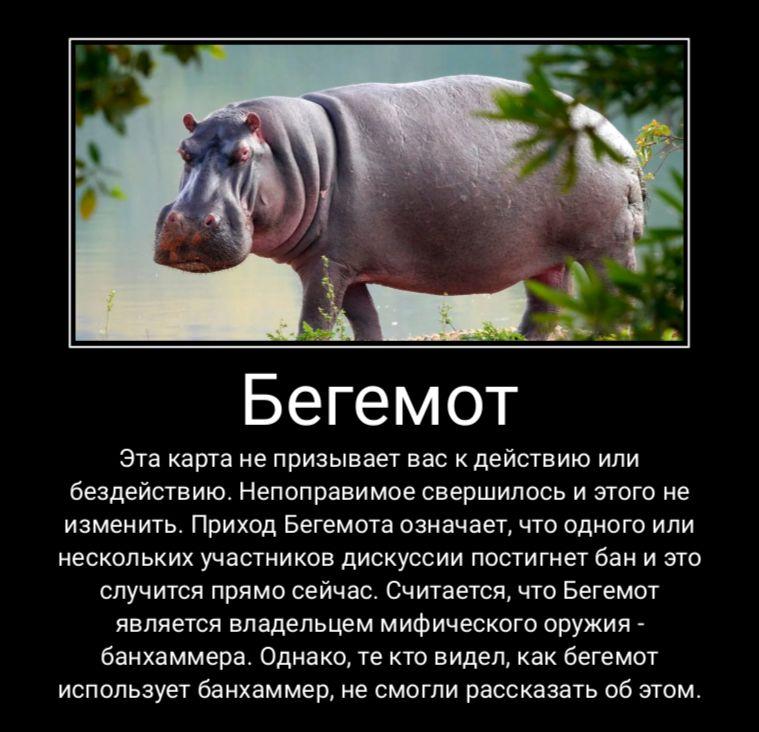 Бегемот
Эта карта не призывает вас к действию или
бездействию. Непоправимое свершилось и этого не
изменить. Приход Бегемота означает, что одного или
нескольких участников дискуссии постигнет бан и это
случится прямо сейчас. Считается, что Бегемот
является владельцем мифического оружия -
банхаммера. Однако, те кто видел, как бегемот
использует банхаммер, не смогли рассказать об этом.